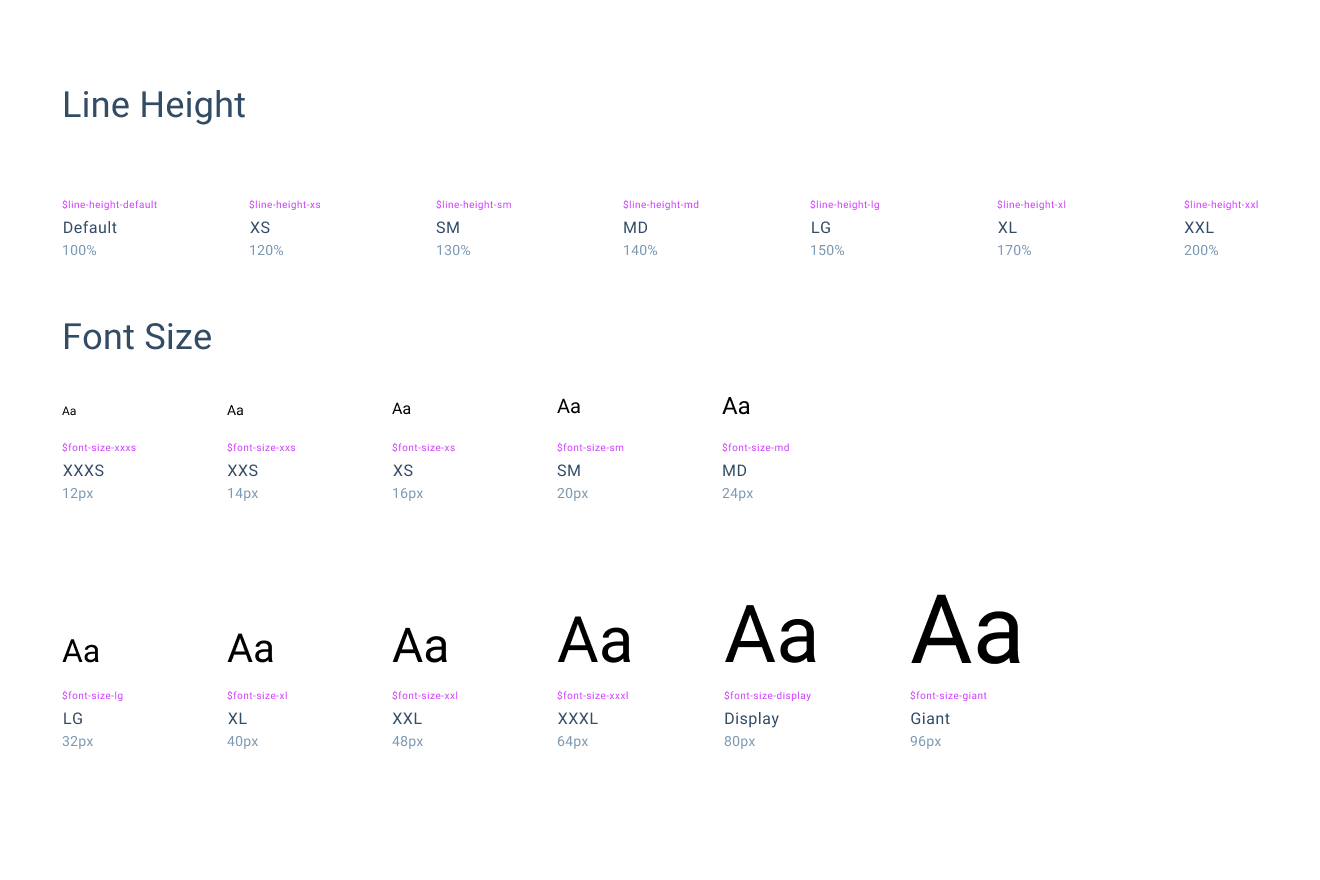 Line Height
$line-height-default $line-height-xs $line-height-sm $line-height-md $line-height-lg $line-height-xl $line-height-xxl
Default XS SM MD LG XL XXL
100% 120% 130% 140% 150% 170% 200%
Font Size
Aa Aa Aa Aa Aa
$font-size-xxxs $font-size-xxs $font-size-xs $font-size-sm $font-size-md
XXXS XXS XS SM MD
12px 14px 16px 20px 24px
Aa Aa Aa Aa Aa Aa
$font-size-lg $font-size-xl $font-size-xxl $font-size-xxxl $font-size-display $font-size-giant
LG XL XXL XXXL Display Giant
32px 40px 48px 64px 80px 96px